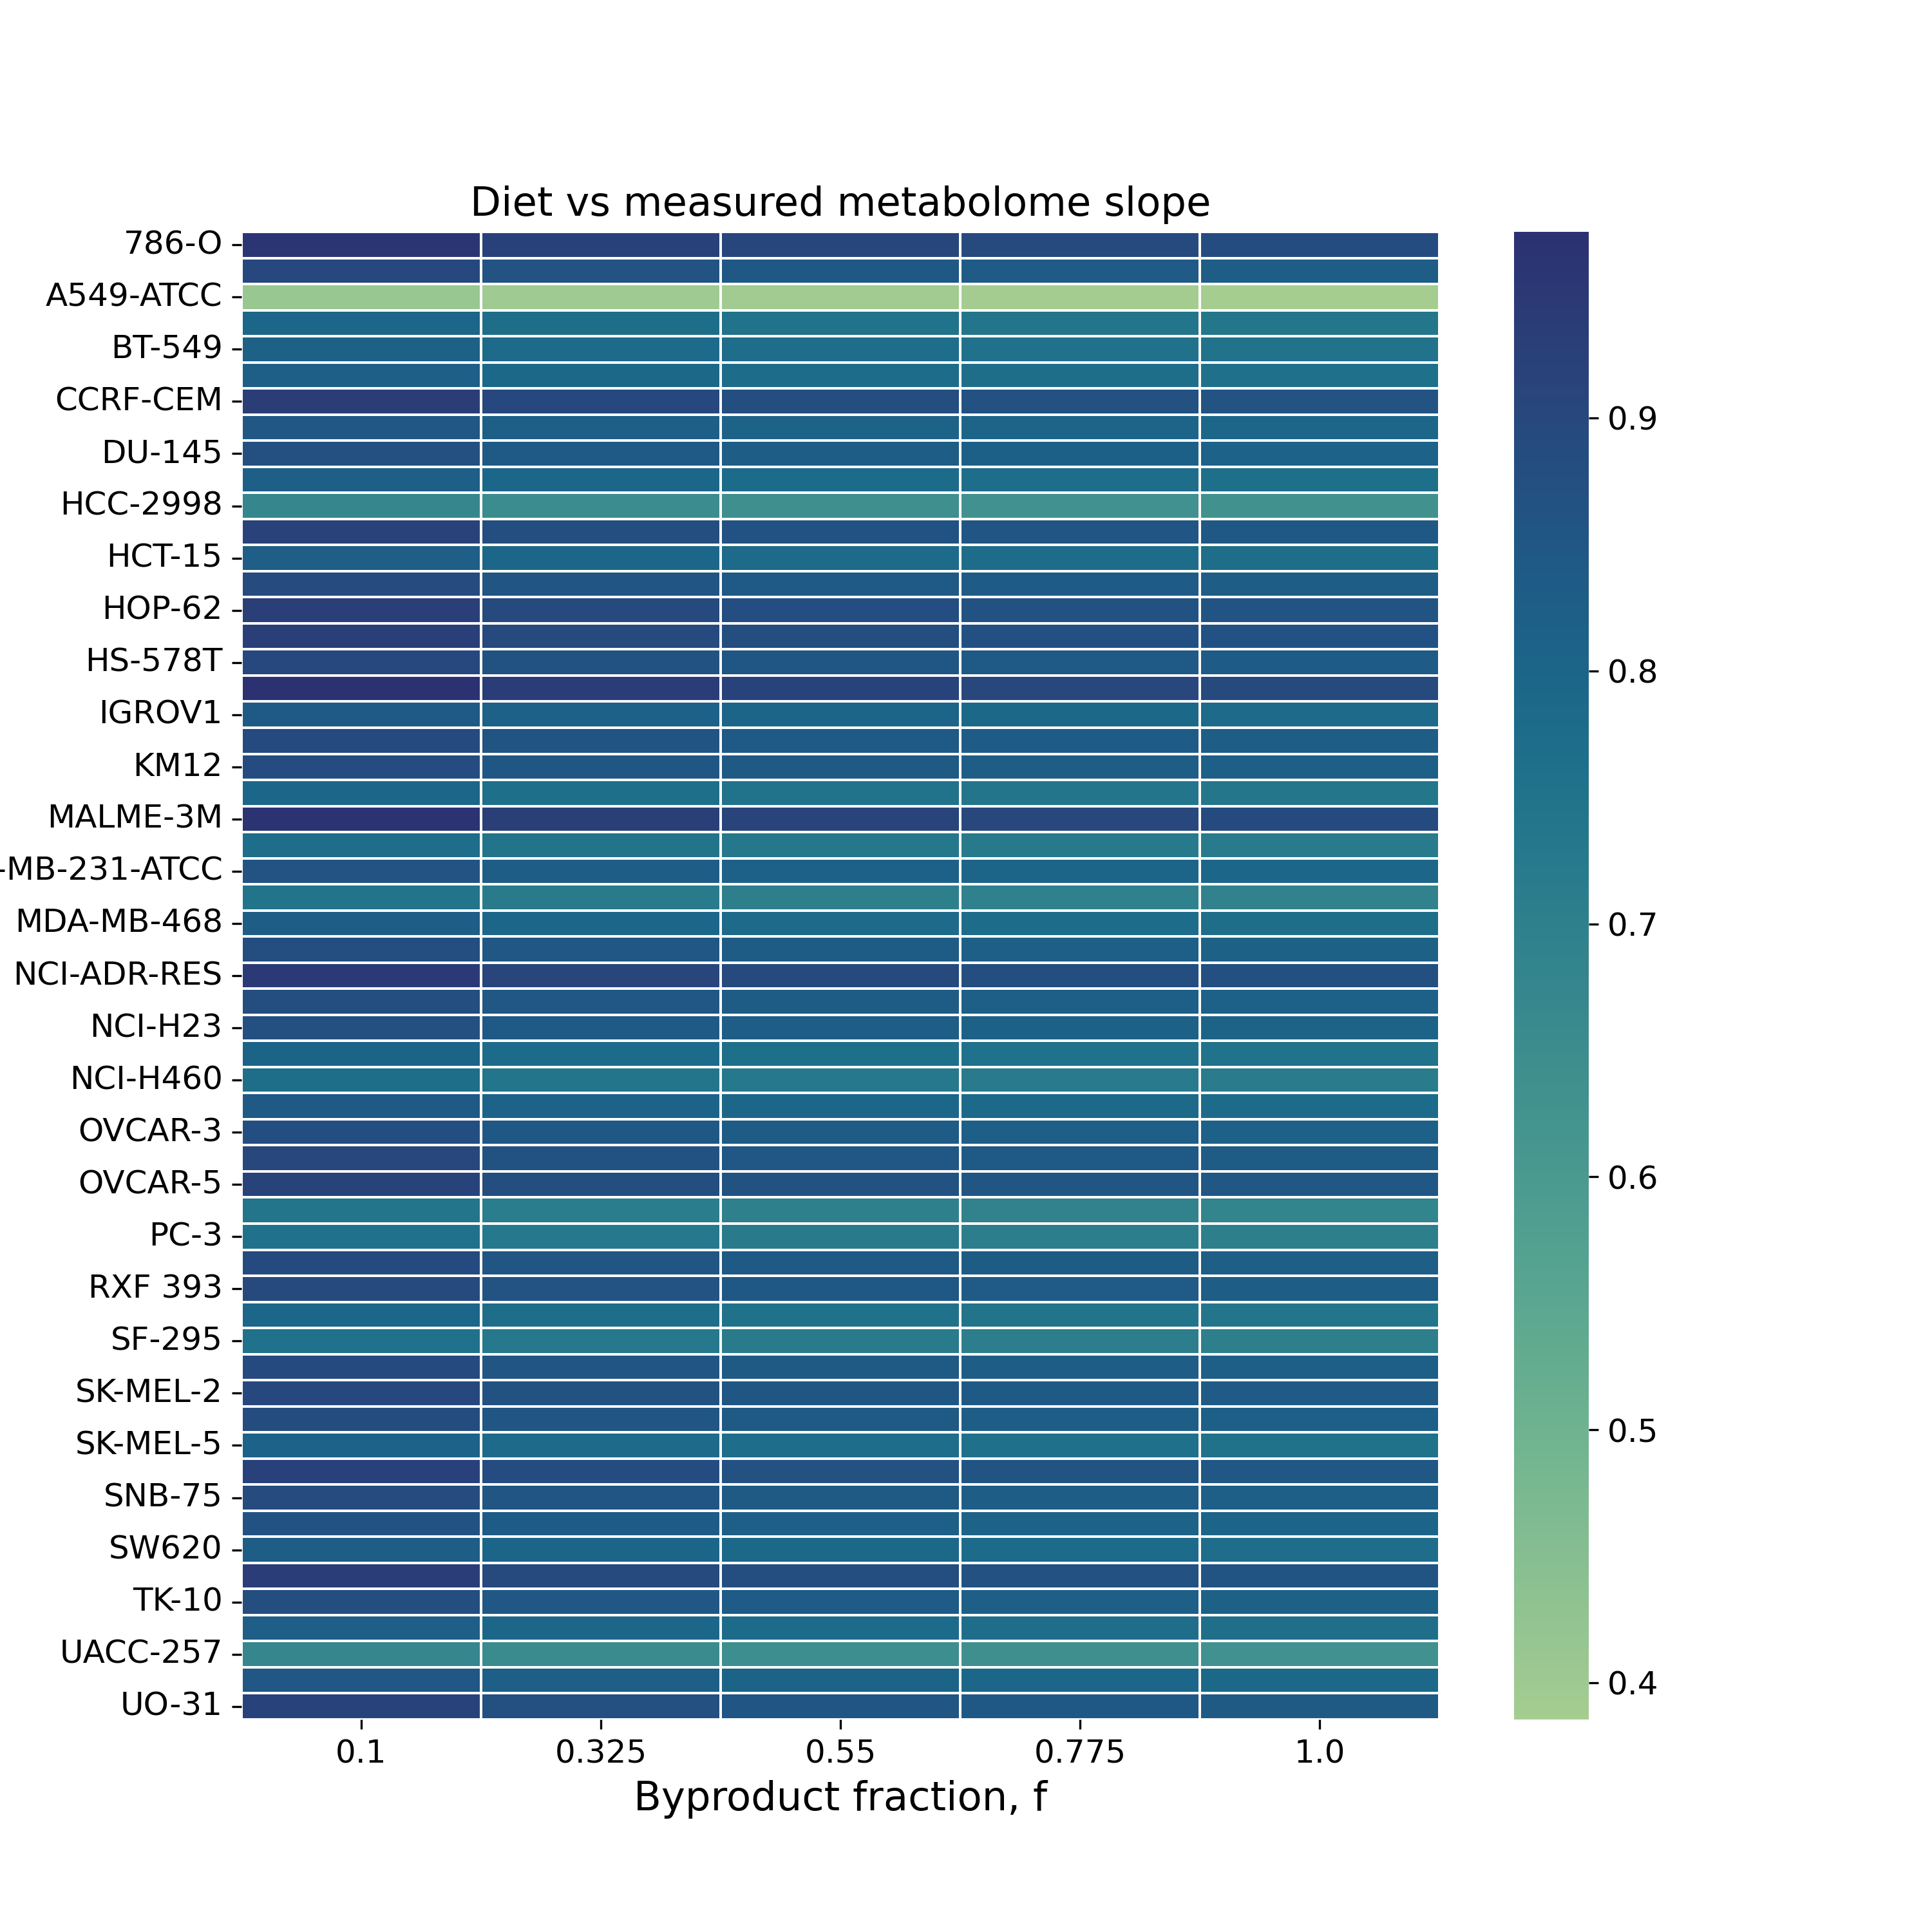 Diet vs measured metabolome slope
786-O
A549-ATCC
BT-549
CCRF-CEM
DU-145
HCC-2998
HCT-15
HOP-62
HS-578T
IGROV1
KM12
MALME-3M
-MB-231-ATCC
MDA-MB-468
NCI-ADR-RES
NCI-H23
NCI-H460
OVCAR-3
OVCAR-5
PC-3
RXF 393
SF-295
SK-MEL-2
SK-MEL-5
SNB-75
SW620
TK-10
UACC-257
UO-31
0.1 0.325 0.55 0.775 1.0
Byproduct fraction, f
0.9
0.8
0.7
0.6
0.5
0.4